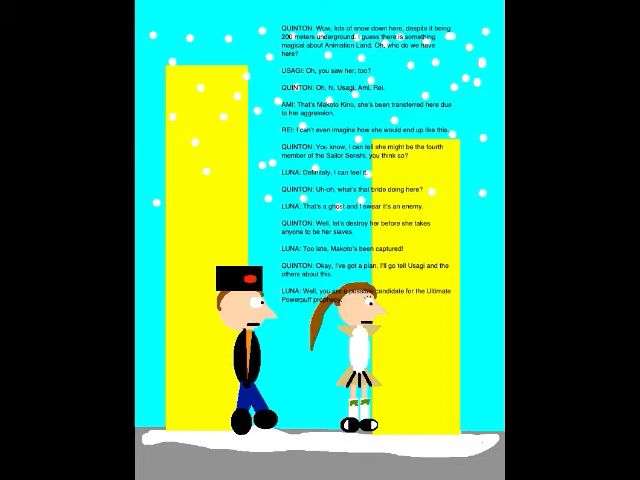 QUINTON: Wow, lots of snow down here, despite it being
200 meters underground. I guess there is something
magical about Animation Land. Oh, who do we have
here?
USAGI: Oh, you saw her, too?
QUINTON: Oh, hi, Usagi, Ami, Rei.
AMI: That's Makoto Kino, she's been transferred here due
to her aggression.
REI: I can't even imagine how she would end up like this.
QUINTON: You know, I can tell she might be the fourth
member of the Sailor Senshi, you think so?
LUNA: Definitely, I can feel it.
QUINTON: Uh-oh, what's that bride doing here?
LUNA: That's a ghost and I swear it's an enemy.
QUINTON: Well, let's destroy her before she takes
anyone to be her slaves.
LUNA: Too late, Makoto's been captured!
QUINTON: Okay, I've got a plan. I'll go tell Usagi and the
others about this.
LUNA: Well, you are a possible candidate for the Ultimate
Powerpuff prophecy.